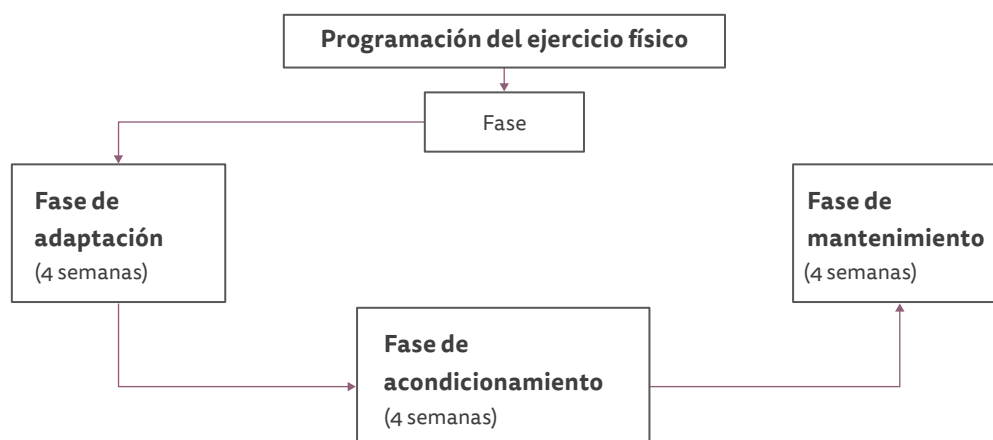 Programación del ejercicio físico
Fase
Fase de
adaptación
(4 semanas)
Fase de
acondicionamiento
(4 semanas)
Fase de
mantenimiento
(4 semanas)